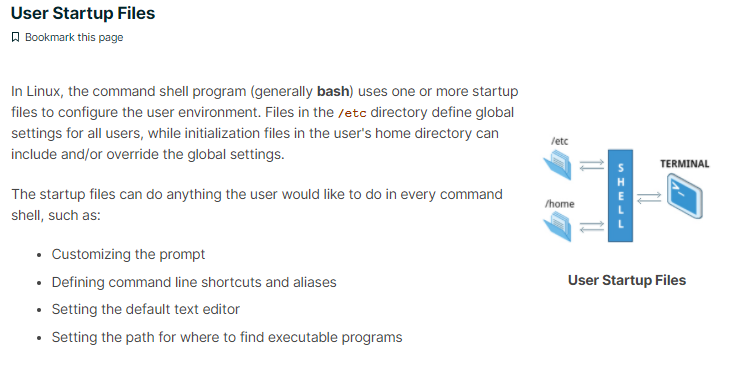 User Startup Files
Bookmark this page
In Linux, the command shell program (generally bash) uses one or more startup
files to configure the user environment. Files in the /etc directory define global
settings for all users, while initialization files in the user's home directory can
include and/or override the global settings.
The startup files can do anything the user would like to do in every command
shell, such as:
• Customizing the prompt
• Defining command line shortcuts and aliases
• Setting the default text editor
• Setting the path for where to find executable programs
/etc
/home
SHELL
TERMINAL
User Startup Files